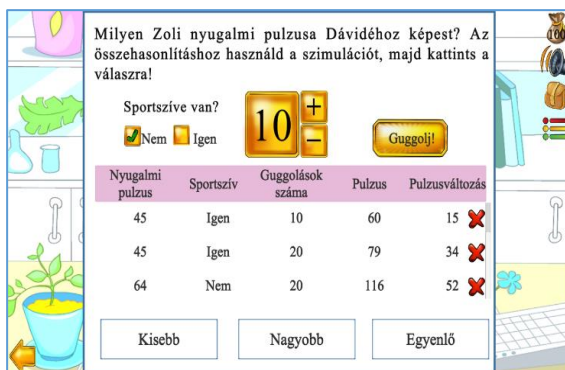 Milyen Zoli nyugalmi pulzusa Dávidéhoz képest? Az
összehasonlításhoz használd a szimulációt, majd kattints a
válaszra!
Sportszíve van?
Nem Igen
10 + −
Guggolj!
Nyugalmi pulzus Sportszív Guggolások száma Pulzus Pulzusváltozás
45 Igen 10 60 15
45 Igen 20 79 34
64 Nem 20 116 52
Kisebb Nagyobb Egyenlő
100